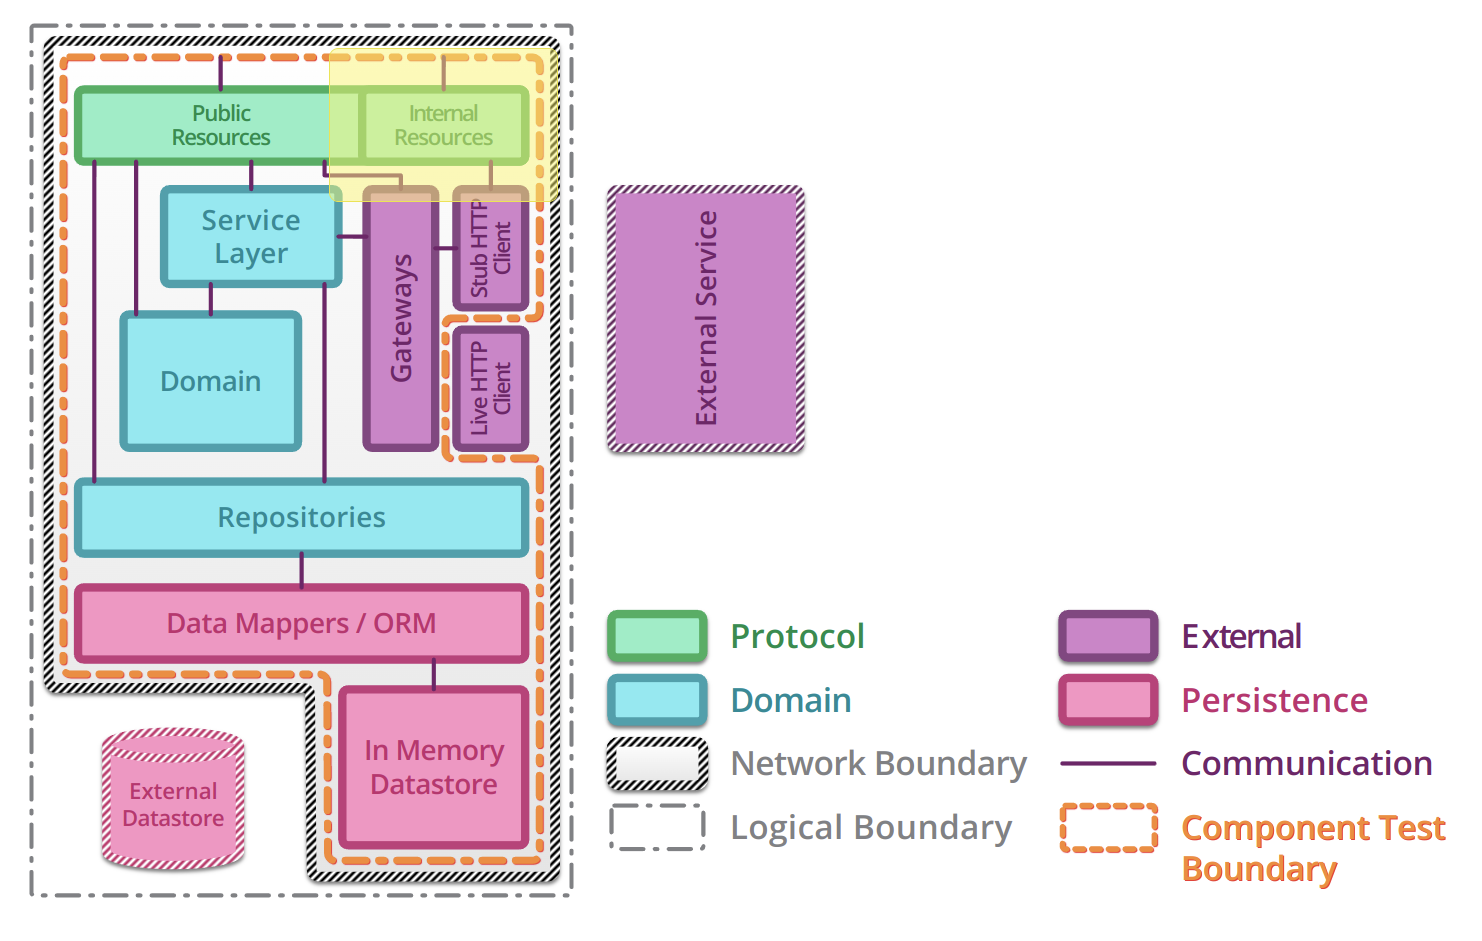 Public
Resources
Internal
Resources
Service
Layer
Gateways
Stub HTTP
Client
Live HTTP
Client
External Service
Domain
Repositories
Data Mappers / ORM
In Memory
Datastore
External
Datastore
Protocol
External
Domain
Persistence
Network Boundary
Communication
Logical Boundary
Component Test
Boundary